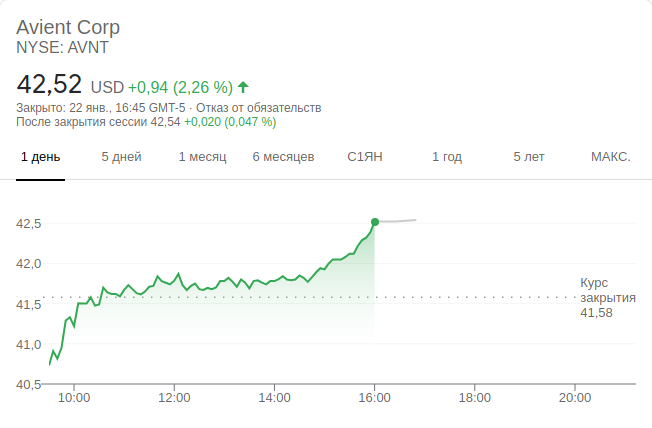 Avient Corp
NYSE: AVNT
42,52 USD +0,94 (2,26 %)
Закрыто: 22 янв., 16:45 GMT-5 · Отказ от обязательств
После закрытия сессии 42,54 +0,020 (0,047 %)
1 день 5 дней 1 месяц 6 месяцев С1ЯН 1 год 5 лет МАКС.
42,5
42,0
41,5
41,0
40,5
Курс
закрытия
41,58
10:00 12:00 14:00 16:00 18:00 20:00